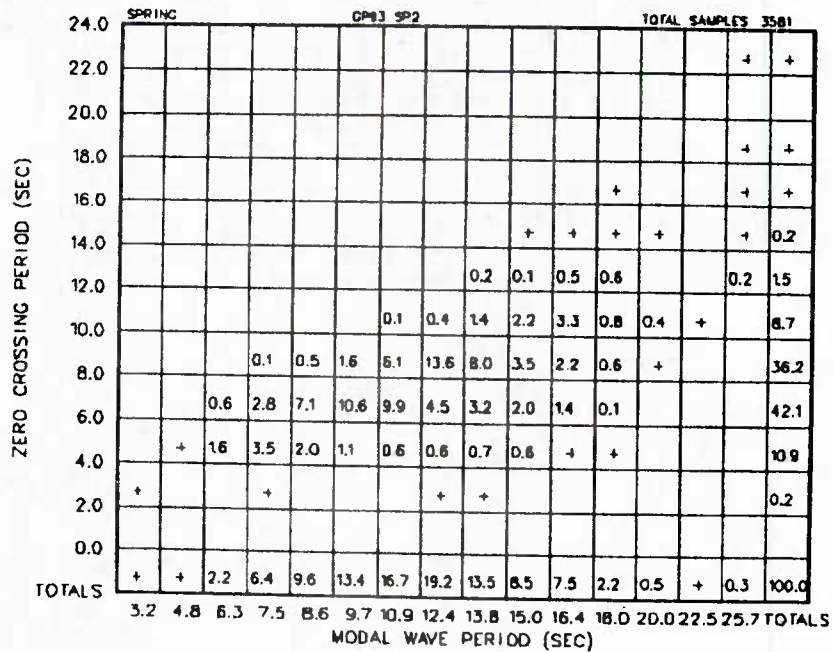 SPRING GP83 SP2 TOTAL SAMPLES 3581
24.0
+ +
22.0
20.0
+ +
18.0
+ + +
16.0
+ + + + + 0.2
14.0
0.2 0.1 0.5 0.6 0.2 1.5
12.0
0.1 0.4 1.4 2.2 3.3 0.8 0.4 + 8.7
10.0
0.1 0.5 1.6 6.1 13.6 8.0 3.5 2.2 0.6 + 36.2
8.0
0.6 2.8 7.1 10.6 9.9 4.5 3.2 2.0 1.4 0.1 42.1
6.0
+ 1.6 3.5 2.0 1.1 0.6 0.6 0.7 0.6 + + 10.9
4.0
+ + + + 0.2
2.0
0.0
TOTALS + + 2.2 6.4 9.6 13.4 16.7 19.2 13.5 8.5 7.5 2.2 0.5 + 0.3 100.0
3.2 4.8 6.3 7.5 8.6 9.7 10.9 12.4 13.8 15.0 16.4 18.0 20.0 22.5 25.7 TOTALS
MODAL WAVE PERIOD (SEC)
ZERO CROSSING PERIOD (SEC)